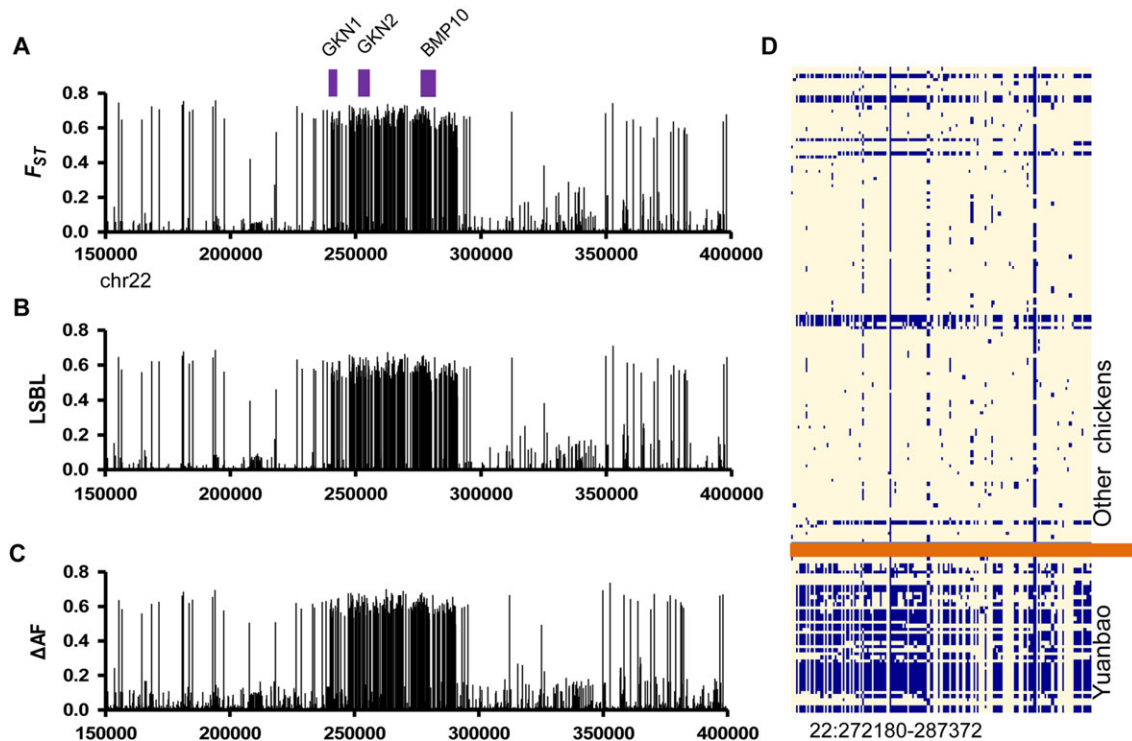 A
GKN1
GKN2
BMP10
D
0.8
0.6
0.4
0.2
0.0
FST
150000 200000 250000 300000 350000 400000
chr22
B
0.8
0.6
0.4
0.2
0.0
LSBL
150000 200000 250000 300000 350000 400000
C
0.8
0.6
0.4
0.2
0.0
ΔAF
150000 200000 250000 300000 350000 400000
Other chickens
Yuanbao
22:272180-287372